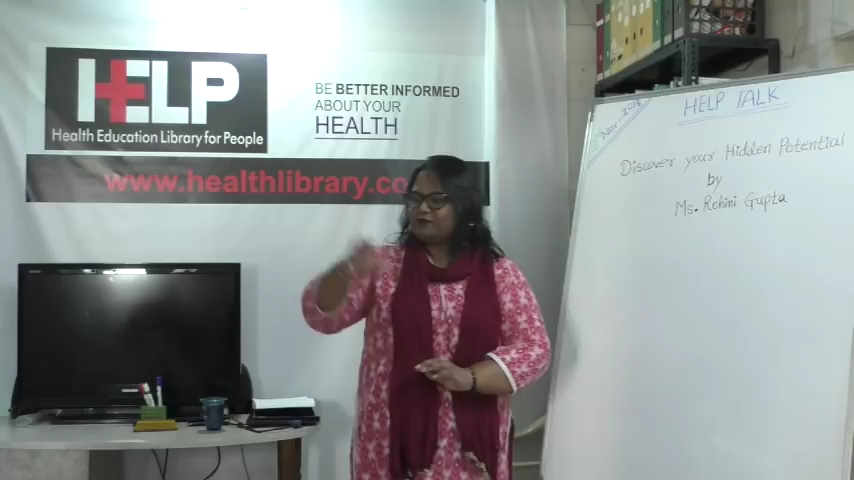 HELP
Health Education Library for People
BE BETTER INFORMED
ABOUT YOUR
HEALTH
www.healthlibrary.co
Nov-2018
HELP TALK
Discover your Hidden Potential
by
Ms. Rohini Gupta